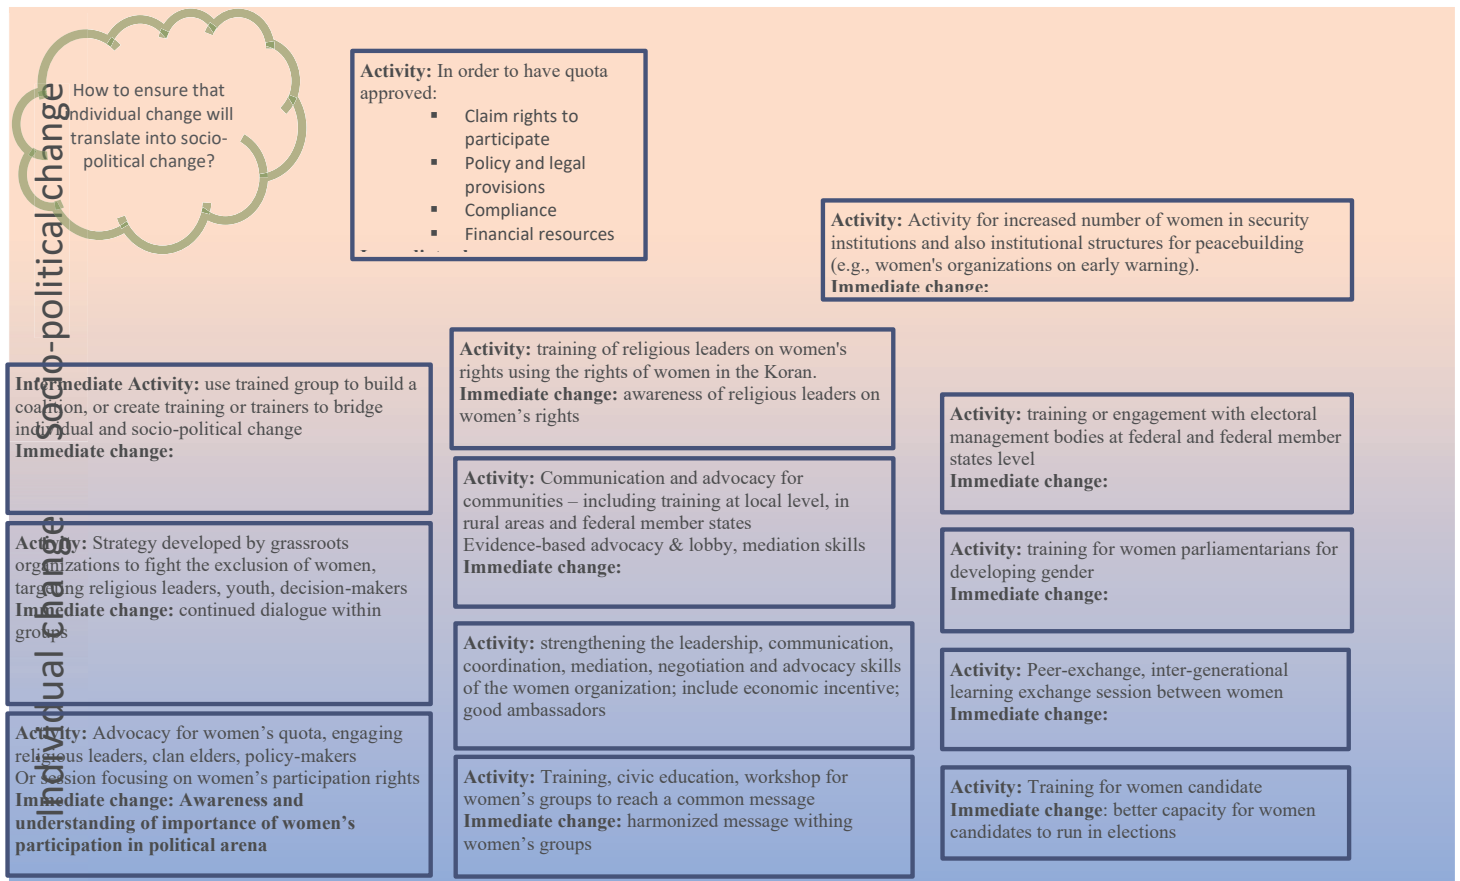 How to ensure that
individual change will
translate into socio-
political change?
Socio-political change
Individual change
Activity: In order to have quota
approved:
▪ Claim rights to
participate
▪ Policy and legal
provisions
▪ Compliance
▪ Financial resources
Activity: Activity for increased number of women in security
institutions and also institutional structures for peacebuilding
(e.g., women's organizations on early warning).
Immediate change:
Intermediate Activity: use trained group to build a
coalition, or create training or trainers to bridge
individual and socio-political change
Immediate change:
Activity: Strategy developed by grassroots
organizations to fight the exclusion of women,
targeting religious leaders, youth, decision-makers
Immediate change: continued dialogue within
groups
Activity: Advocacy for women’s quota, engaging
religious leaders, clan elders, policy-makers
Or session focusing on women’s participation rights
Immediate change: Awareness and
understanding of importance of women’s
participation in political arena
Activity: training of religious leaders on women's
rights using the rights of women in the Koran.
Immediate change: awareness of religious leaders on
women’s rights
Activity: Communication and advocacy for
communities – including training at local level, in
rural areas and federal member states
Evidence-based advocacy & lobby, mediation skills
Immediate change:
Activity: strengthening the leadership, communication,
coordination, mediation, negotiation and advocacy skills
of the women organization; include economic incentive;
good ambassadors
Activity: Training, civic education, workshop for
women’s groups to reach a common message
Immediate change: harmonized message withing
women’s groups
Activity: training or engagement with electoral
management bodies at federal and federal member
states level
Immediate change:
Activity: training for women parliamentarians for
developing gender
Immediate change:
Activity: Peer-exchange, inter-generational
learning exchange session between women
Immediate change:
Activity: Training for women candidate
Immediate change: better capacity for women
candidates to run in elections